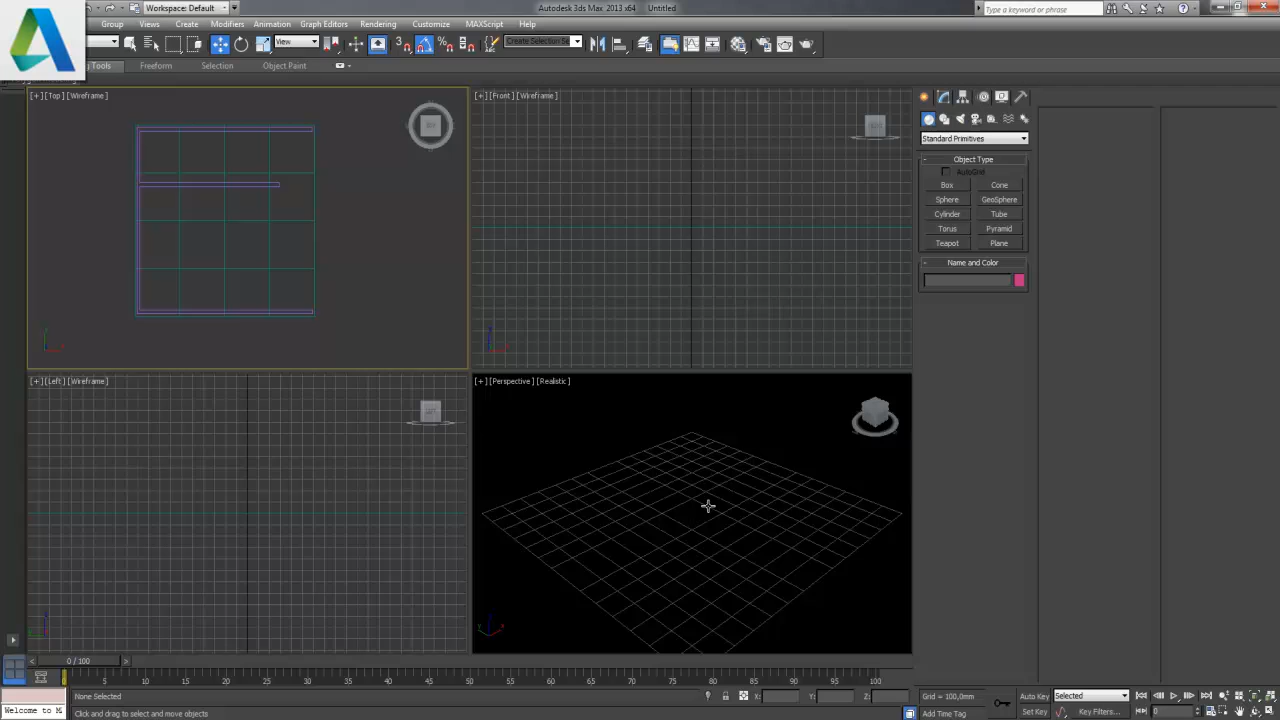 Workspace: Default
Autodesk 3ds Max 2013 x64
Untitled
Type a keyword or phrase
Group Views Create Modifiers Animation Graph Editors Rendering Customize MAXScript Help
View
Create Selection Se
Tools Freeform Selection Object Paint
[+] [Top] [Wireframe]
[+] [Front] [Wireframe]
Standard Primitives
Object Type
AutoGrid
Box Cone
Sphere GeoSphere
Cylinder Tube
Torus Pyramid
Teapot Plane
Name and Color
[+] [Left] [Wireframe]
[+] [Perspective] [Realistic]
LEFT
0 / 100
0 5 10 15 20 25 30 35 40 45 50 55 60 65 70 75 80 85 90 95 100
None Selected
X: Y: Z:
Grid = 100,0mm
Auto Key
Selected
Welcome to M
Click and drag to select and move objects
Add Time Tag
Set Key
Key Filters...
0